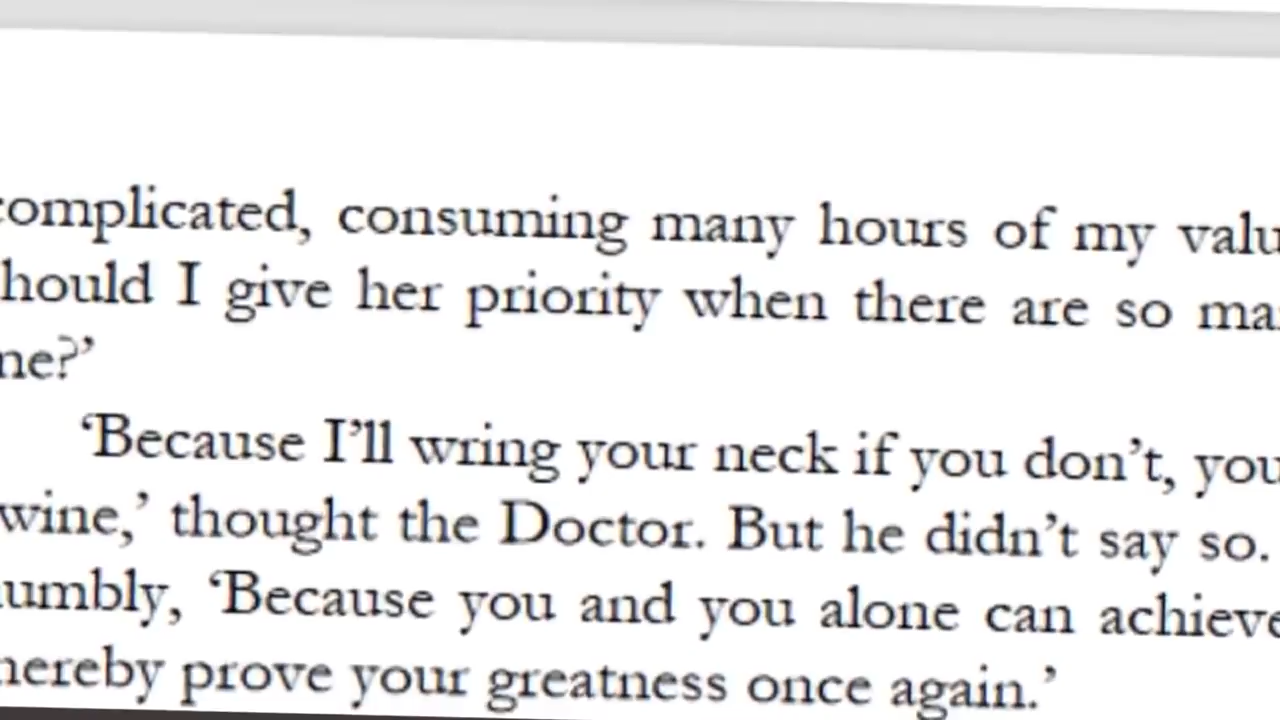 complicated, consuming many hours of my valu
hould I give her priority when there are so ma
ne?’
‘Because I’ll wring your neck if you don’t, you
wine,’ thought the Doctor. But he didn’t say so.
umbly, ‘Because you and you alone can achieve
hereby prove your greatness once again.’